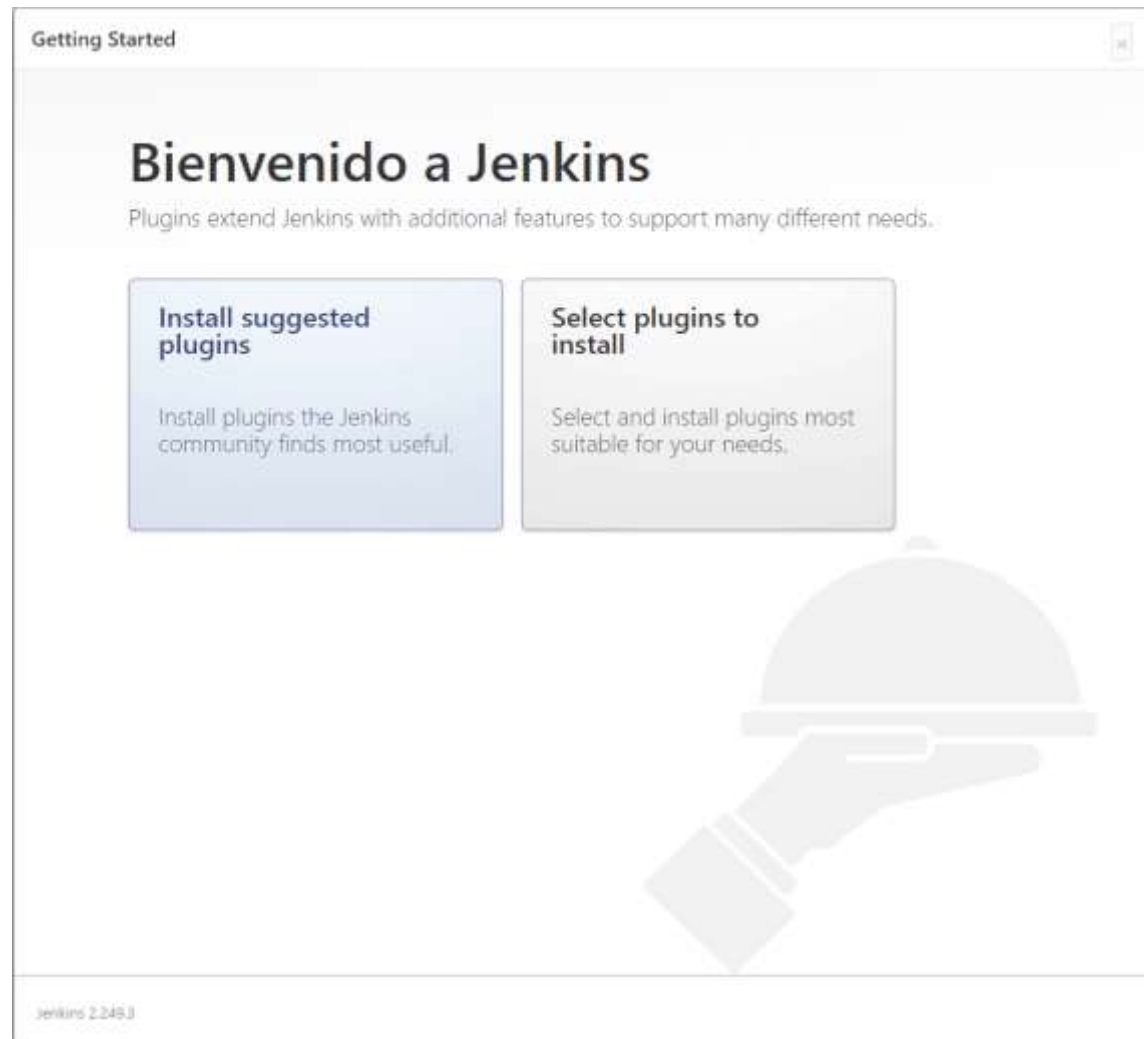 Getting Started
Bienvenido a Jenkins
Plugins extend Jenkins with additional features to support many different needs.
Install suggested
plugins
Install plugins the Jenkins
community finds most useful.
Select plugins to
install
Select and install plugins most
suitable for your needs.
Jenkins 2.249.3